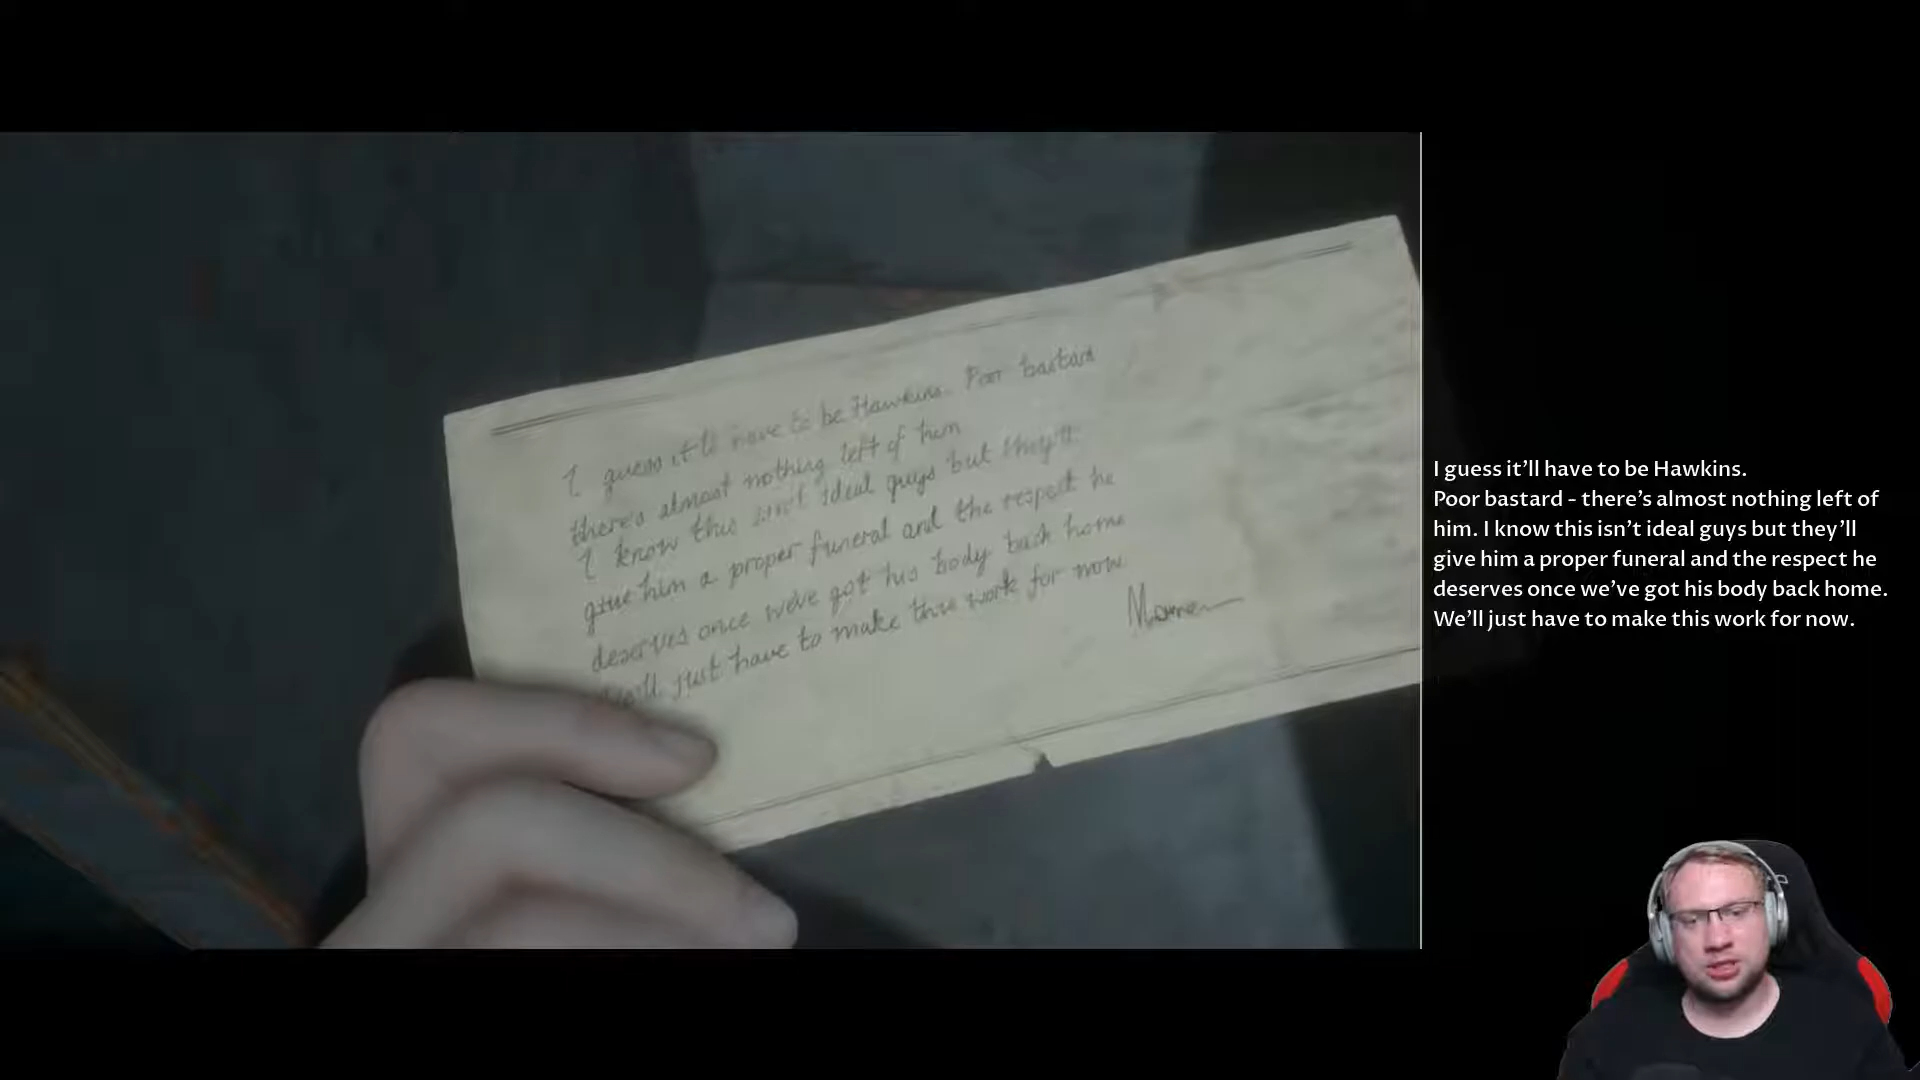 I guess it'll have to be Hawkins. Poor bastard
there's almost nothing left of him
I know this isn't ideal guys but they'll
give him a proper funeral and the respect he
deserves once we've got his body back home
We'll just have to make this work for now.
I guess it'll have to be Hawkins.
Poor bastard - there's almost nothing left of
him. I know this isn't ideal guys but they'll
give him a proper funeral and the respect he
deserves once we've got his body back home.
We'll just have to make this work for now.